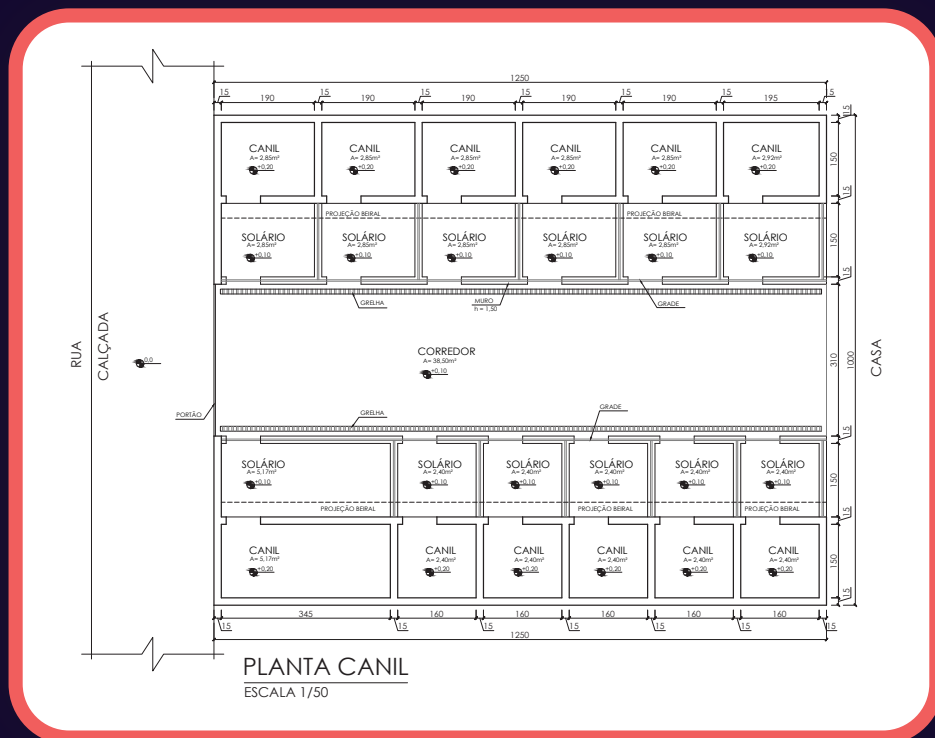 1250
15 190 15 190 15 190 15 190 15 190 15 195 15
15
CANIL CANIL CANIL CANIL CANIL CANIL
A= 2,85m² A= 2,85m² A= 2,85m² A= 2,85m² A= 2,85m² A= 2,92m²
+0,20 +0,20 +0,20 +0,20 +0,20 +0,20
150
15
PROJEÇÃO BEIRAL PROJEÇÃO BEIRAL
SOLÁRIO SOLÁRIO SOLÁRIO SOLÁRIO SOLÁRIO SOLÁRIO
A= 2,85m² A= 2,85m² A= 2,85m² A= 2,85m² A= 2,85m² A= 2,92m²
+0,10 +0,10 +0,10 +0,10 +0,10 +0,10
150
15
GRELHA MURO GRADE
h = 1,50
RUA
CALÇADA
0,0
CORREDOR
A= 38,50m²
+0,10
310
1000
CASA
PORTÃO
GRELHA GRADE
15
SOLÁRIO SOLÁRIO SOLÁRIO SOLÁRIO SOLÁRIO SOLÁRIO
A= 5,17m² A= 2,40m² A= 2,40m² A= 2,40m² A= 2,40m² A= 2,40m²
+0,10 +0,10 +0,10 +0,10 +0,10 +0,10
150
PROJEÇÃO BEIRAL PROJEÇÃO BEIRAL PROJEÇÃO BEIRAL
15
CANIL CANIL CANIL CANIL CANIL CANIL
A= 5,17m² A= 2,40m² A= 2,40m² A= 2,40m² A= 2,40m² A= 2,40m²
+0,20 +0,20 +0,20 +0,20 +0,20 +0,20
150
15
345 160 160 160 160 160
15 15 15 15 15 15 15
1250
PLANTA CANIL
ESCALA 1/50